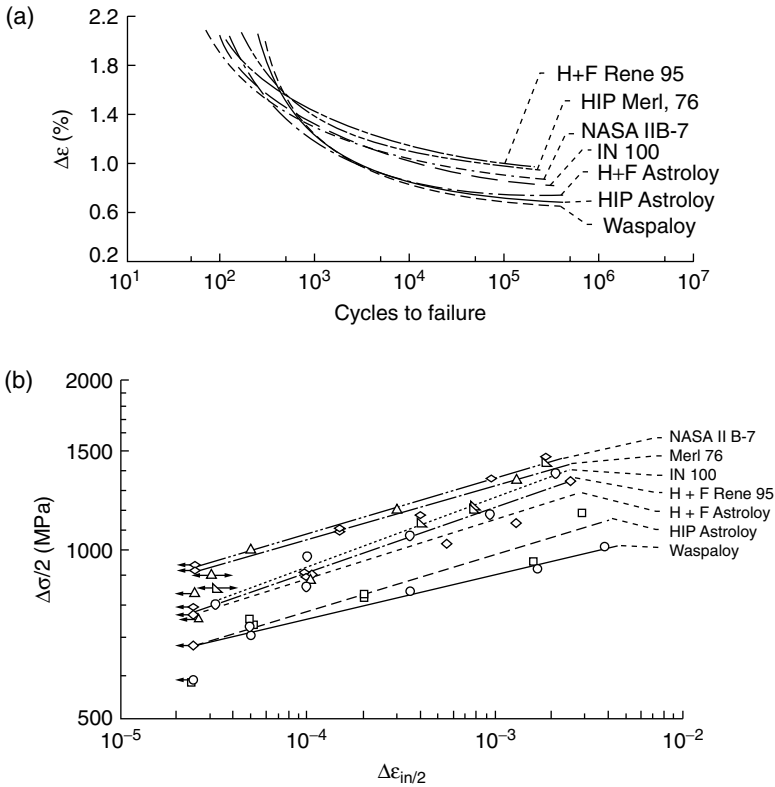 (a)
2.2
1.8
1.4
1.0
0.6
0.2
Δε (%)
10¹
10²
10³
10⁴
10⁵
10⁶
10⁷
Cycles to failure
H+F Rene 95
HIP Merl, 76
NASA IIB-7
IN 100
H+F Astroloy
HIP Astroloy
Waspaloy
(b)
2000
1500
1000
500
Δσ/2 (MPa)
10⁻⁵
10⁻⁴
10⁻³
10⁻²
Δεin/2
NASA II B-7
Merl 76
IN 100
H + F Rene 95
H + F Astroloy
HIP Astroloy
Waspaloy